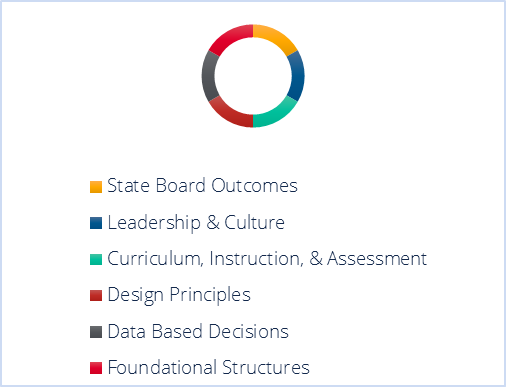 State Board Outcomes
Leadership & Culture
Curriculum, Instruction, & Assessment
Design Principles
Data Based Decisions
Foundational Structures